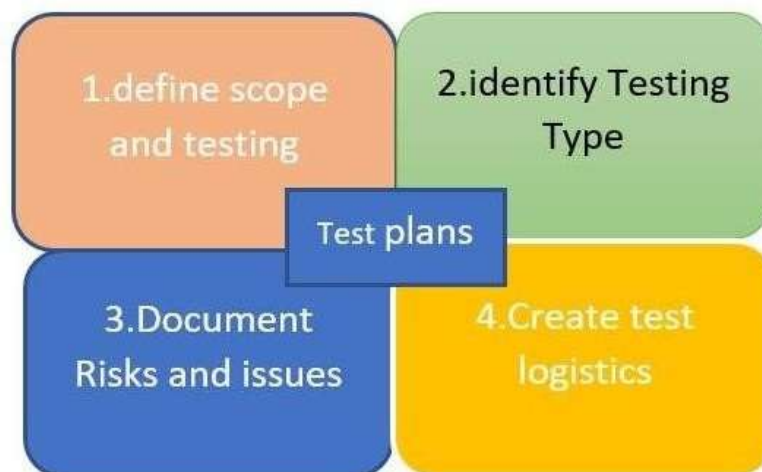 1.define scope
and testing
2.identify Testing
Type
Test plans
3.Document
Risks and issues
4.Create test
logistics